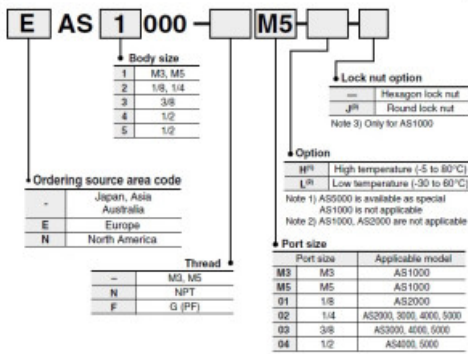 E AS 1 000 – M5 – –
Body size
1 M3, M5
2 1/8, 1/4
3 3/8
4 1/2
5 1/2
Lock nut option
— Hexagon lock nut
J3) Round lock nut
Note 3) Only for AS1000
Option
H1) High temperature (-5 to 80°C)
L2) Low temperature (-30 to 60°C)
Note 1) AS5000 is available as special
AS1000 is not applicable
Note 2) AS1000, AS2000 are not applicable
Ordering source area code
- Japan, Asia
Australia
E Europe
N North America
Thread
– M3, M5
N NPT
F G (PF)
Port size
Port size Applicable model
M3 M3 AS1000
M5 M5 AS1000
01 1/8 AS2000
02 1/4 AS2000, 3000, 4000, 5000
03 3/8 AS3000, 4000, 5000
04 1/2 AS4000, 5000